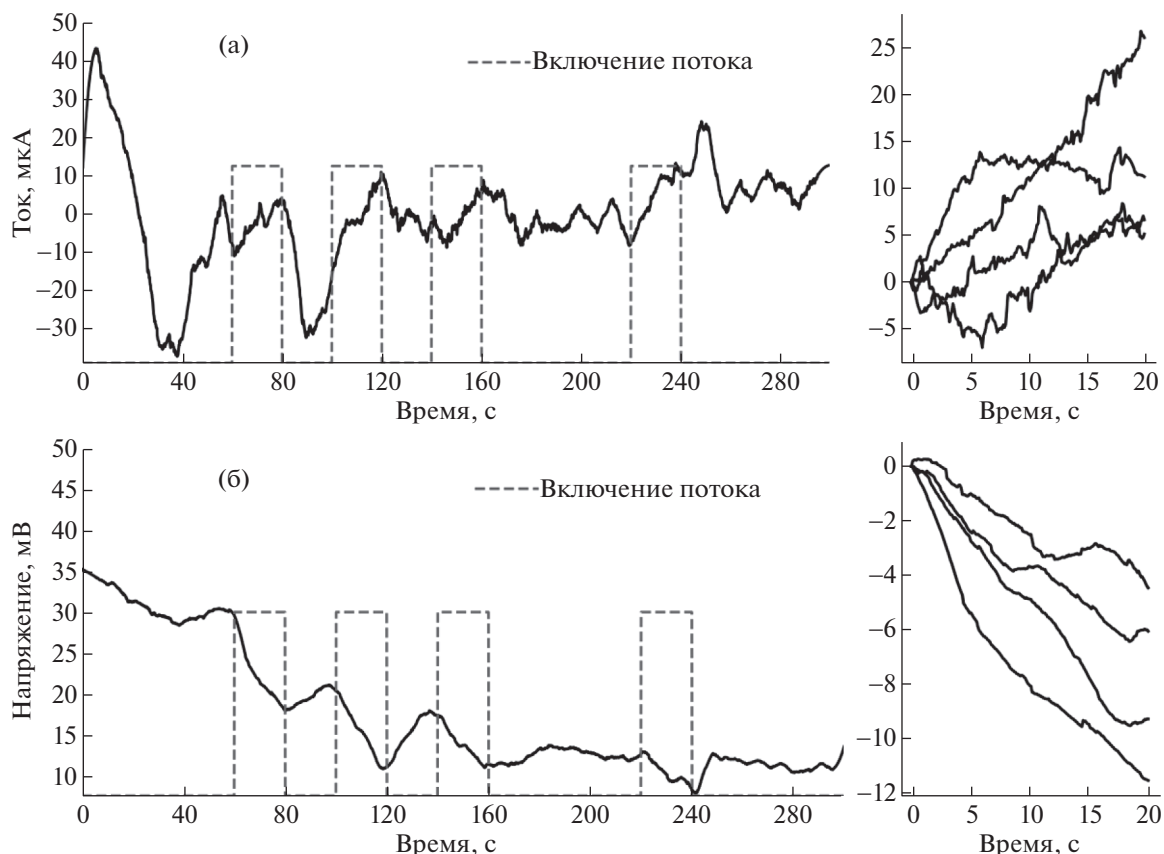 50
40
30
20
10
0
−10
−20
−30
Ток, мкА
(а)
Включение потока
0 40 80 120 160 200 240 280
Время, с
25
20
15
10
5
0
−5
0 5 10 15 20
Время, с
50
45
40
35
30
25
20
15
10
Напряжение, мВ
(б)
Включение потока
0 40 80 120 160 200 240 280
Время, с
0
−2
−4
−6
−8
−10
−12
0 5 10 15 20
Время, с